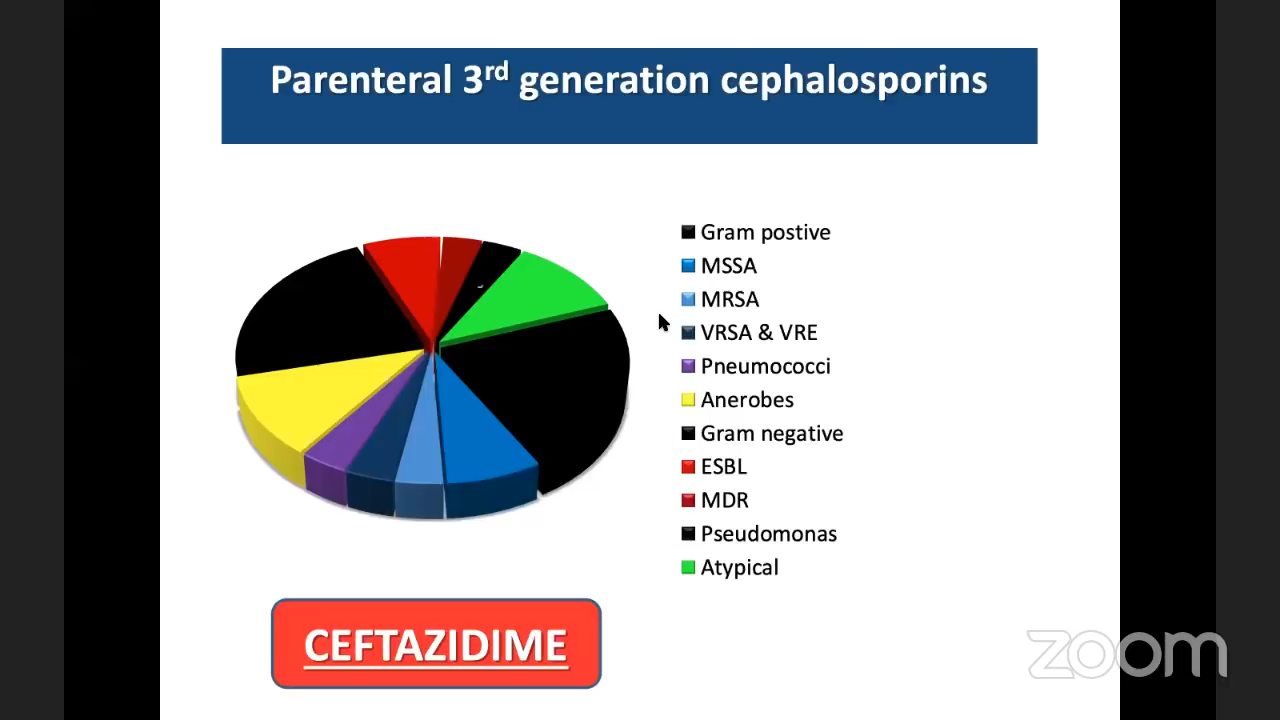 Parenteral 3rd generation cephalosporins
Gram postive
MSSA
MRSA
VRSA & VRE
Pneumococci
Anerobes
Gram negative
ESBL
MDR
Pseudomonas
Atypical
CEFTAZIDIME
zoom